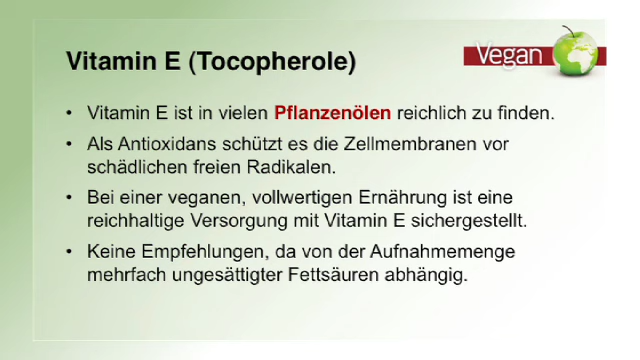 Vitamin E (Tocopherole)
Vegan
• Vitamin E ist in vielen Pflanzenölen reichlich zu finden.
• Als Antioxidans schützt es die Zellmembranen vor
schädlichen freien Radikalen.
• Bei einer veganen, vollwertigen Ernährung ist eine
reichhaltige Versorgung mit Vitamin E sichergestellt.
• Keine Empfehlungen, da von der Aufnahmemenge
mehrfach ungesättigter Fettsäuren abhängig.